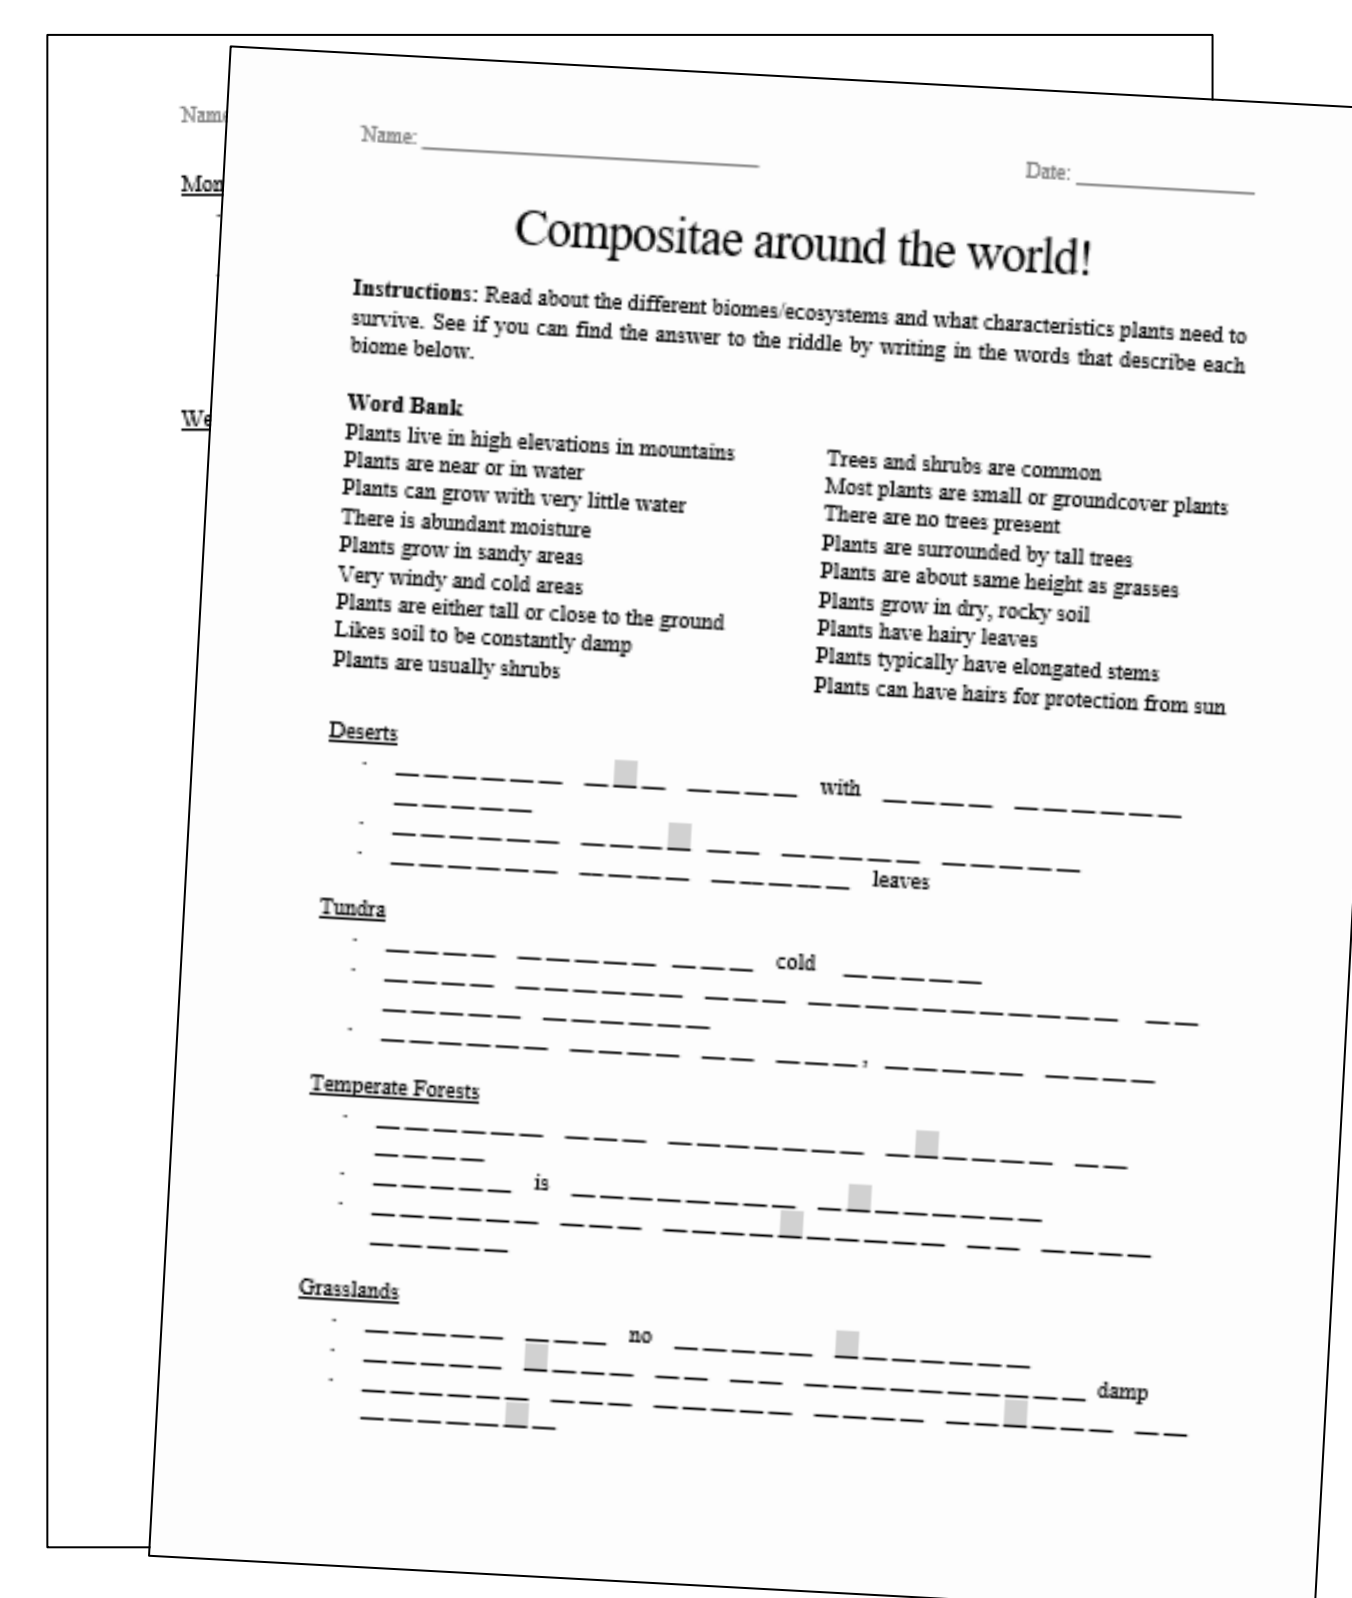 Name
Mon
We
Name: ____________________ Date: ____________
Compositae around the world!
Instructions: Read about the different biomes/ecosystems and what characteristics plants need to
survive. See if you can find the answer to the riddle by writing in the words that describe each
biome below.
Word Bank
Plants live in high elevations in mountains
Plants are near or in water
Plants can grow with very little water
There is abundant moisture
Plants grow in sandy areas
Very windy and cold areas
Plants are either tall or close to the ground
Likes soil to be constantly damp
Plants are usually shrubs
Trees and shrubs are common
Most plants are small or groundcover plants
There are no trees present
Plants are surrounded by tall trees
Plants are about same height as grasses
Plants grow in dry, rocky soil
Plants have hairy leaves
Plants typically have elongated stems
Plants can have hairs for protection from sun
Deserts
with
leaves
Tundra
cold
,
Temperate Forests
is
Grasslands
no
damp